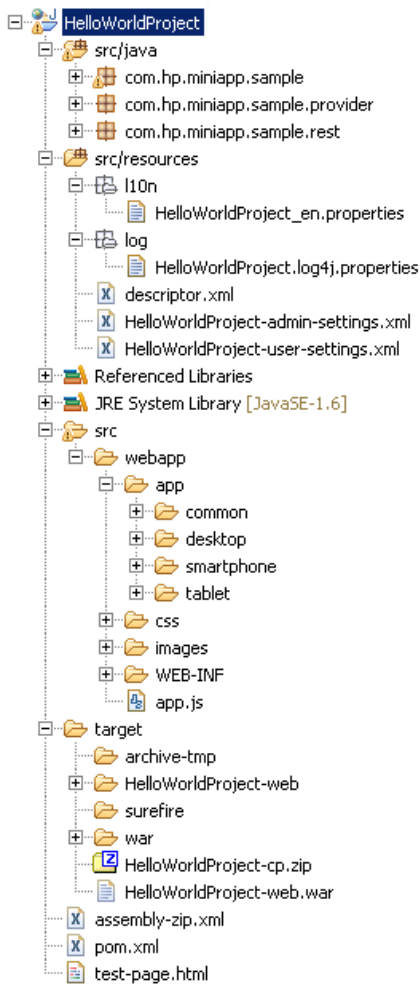 HelloWorldProject
src/java
com.hp.miniapp.sample
com.hp.miniapp.sample.provider
com.hp.miniapp.sample.rest
src/resources
l10n
HelloWorldProject_en.properties
log
HelloWorldProject.log4j.properties
descriptor.xml
HelloWorldProject-admin-settings.xml
HelloWorldProject-user-settings.xml
Referenced Libraries
JRE System Library [JavaSE-1.6]
src
webapp
app
common
desktop
smartphone
tablet
css
images
WEB-INF
app.js
target
archive-tmp
HelloWorldProject-web
surefire
war
HelloWorldProject-cp.zip
HelloWorldProject-web.war
assembly-zip.xml
pom.xml
test-page.html